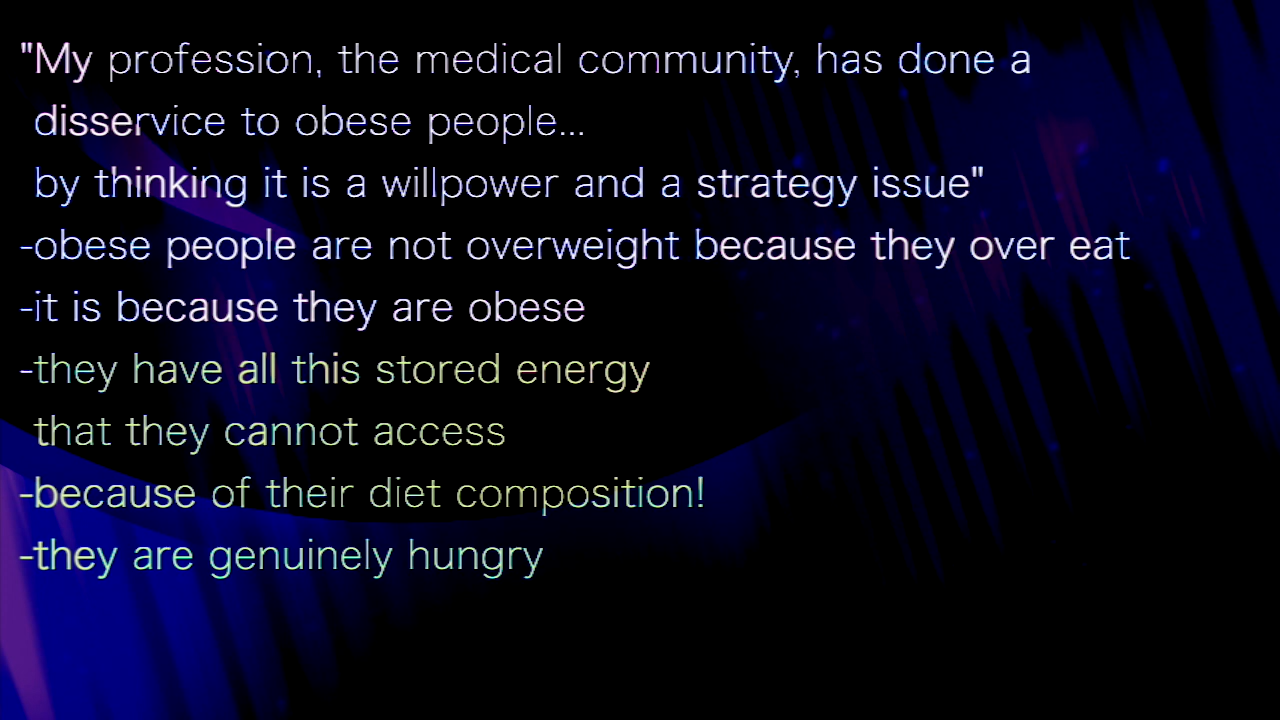 "My profession, the medical community, has done a
disservice to obese people...
by thinking it is a willpower and a strategy issue"
-obese people are not overweight because they over eat
-it is because they are obese
-they have all this stored energy
that they cannot access
-because of their diet composition!
-they are genuinely hungry